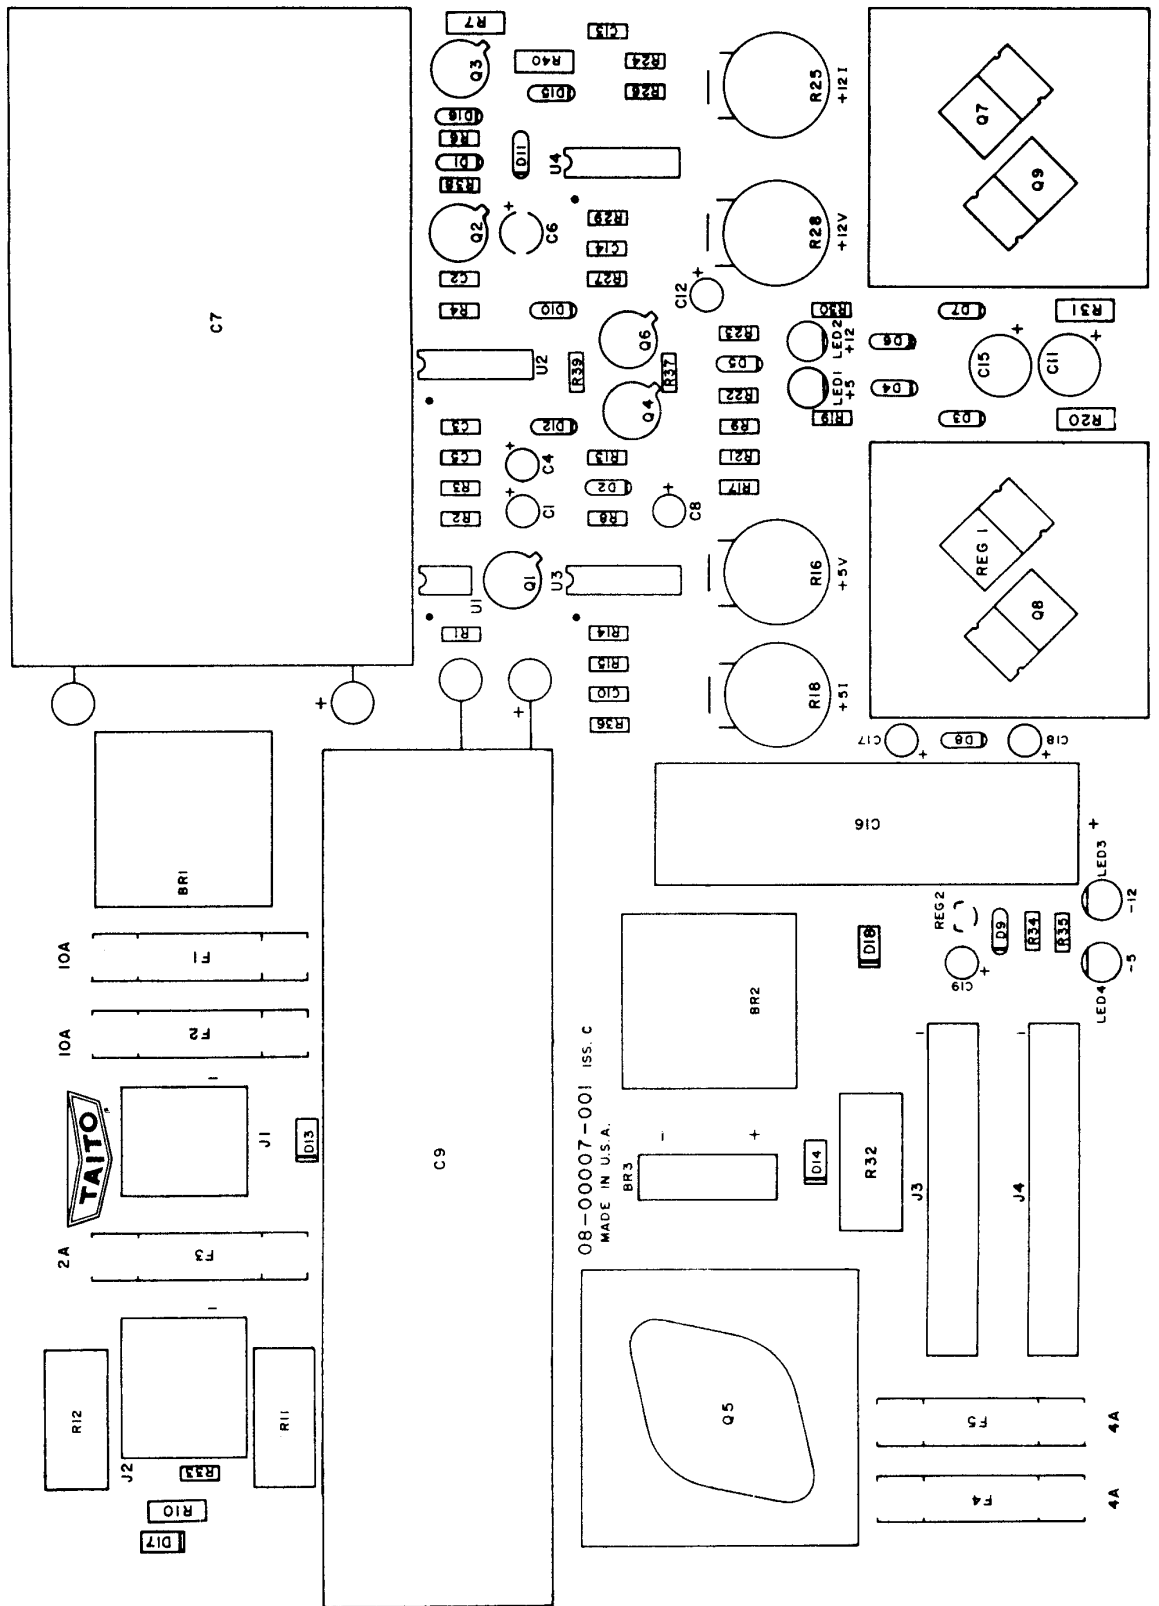 R7
C13
Q3
R40
R24
R25
+12I
D15
R26
D16
R6
Q7
D1
D11
U4
R38
Q9
Q2
+
C6
R29
R28
+12V
C14
C2
R27
C12
+
R4
D10
R30
D7
R31
C7
Q6
R23
LED2
+12
D6
+
+
U2
R39
R37
D5
C15
C11
LED1
+5
D4
Q4
R22
C3
D12
R9
R19
D3
R20
C5
+
C4
R13
R21
R3
+
D2
+
R17
R2
C1
R8
C8
REG 1
U1
Q1
U3
R16
+5V
Q8
R1
R14
R15
C10
R18
+5I
+
+
R36
C17
+
D8
+
C18
C16
+
LED3
BR1
-12
REG2
10A
F1
D18
D9
R34
R35
C19
+
-5
LED4
BR2
10A
F2
08-00007-001 ISS. C
MADE IN U.S.A.
-
-
-
TAITO
J1
D13
C9
BR3
-
+
D14
R32
J3
J4
2A
F3
-
R12
R11
Q5
F5
4A
J2
R33
R10
F4
4A
D17